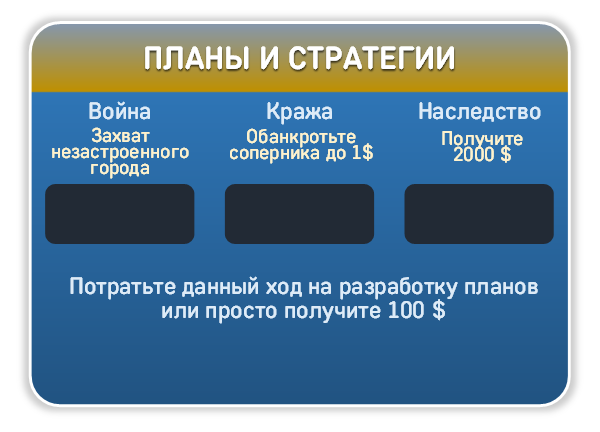 ПЛАНЫ И СТРАТЕГИИ
Война
Захват
незастроенного
города
Кража
Обанкротьте
соперника до 1$
Наследство
Получите
2000 $
Потратьте данный ход на разработку планов
или просто получите 100 $